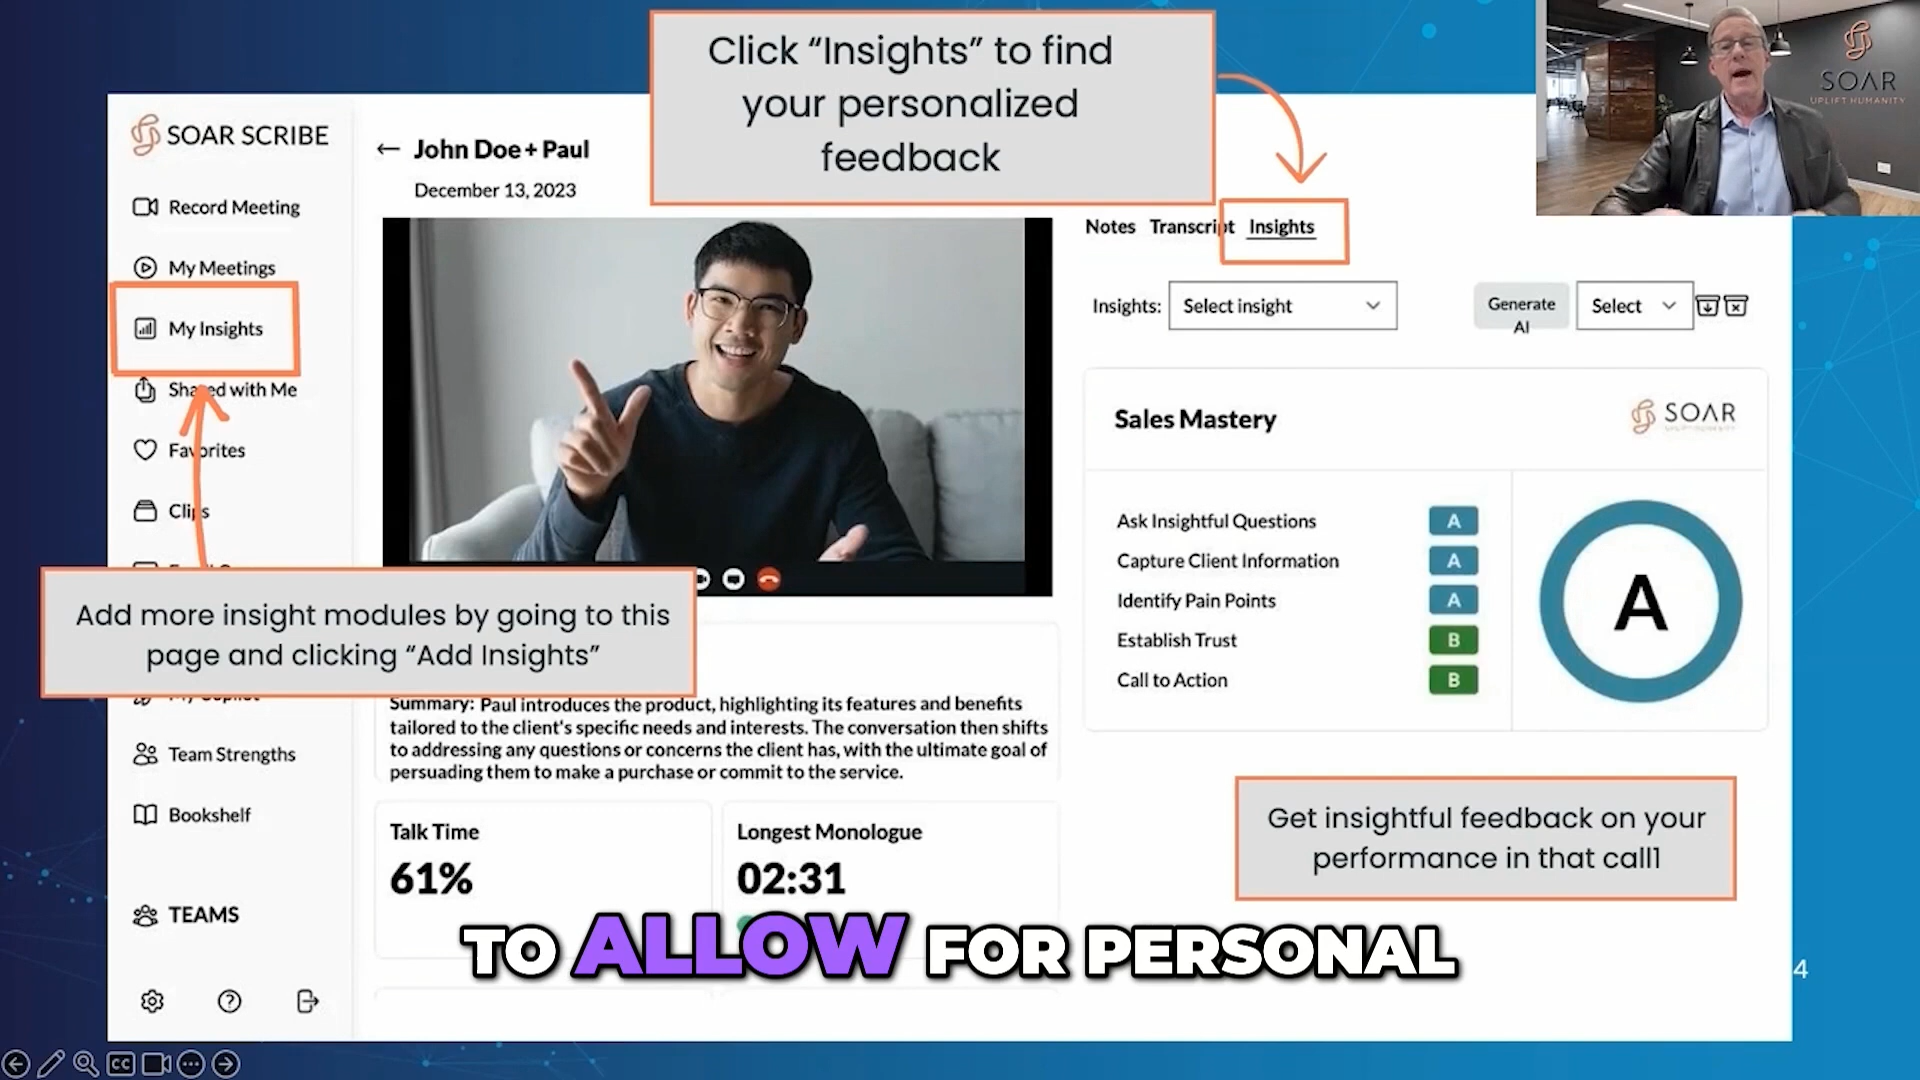 Click “Insights” to find
your personalized
feedback
SOAR
UPLIFT HUMANITY
SOAR SCRIBE
Record Meeting
My Meetings
My Insights
Shared with Me
Favorites
Clips
Add more insight modules by going to this
page and clicking “Add Insights”
My Copilot
Team Strengths
Bookshelf
TEAMS
← John Doe + Paul
December 13, 2023
Summary: Paul introduces the product, highlighting its features and benefits
tailored to the client's specific needs and interests. The conversation then shifts
to addressing any questions or concerns the client has, with the ultimate goal of
persuading them to make a purchase or commit to the service.
Talk Time
61%
Longest Monologue
02:31
Notes Transcript Insights
Insights: Select insight
Generate
AI
Select
Sales Mastery
SOAR
Ask Insightful Questions A
Capture Client Information A
Identify Pain Points A
Establish Trust B
Call to Action B
A
Get insightful feedback on your
performance in that call1
TO ALLOW FOR PERSONAL
4
CC